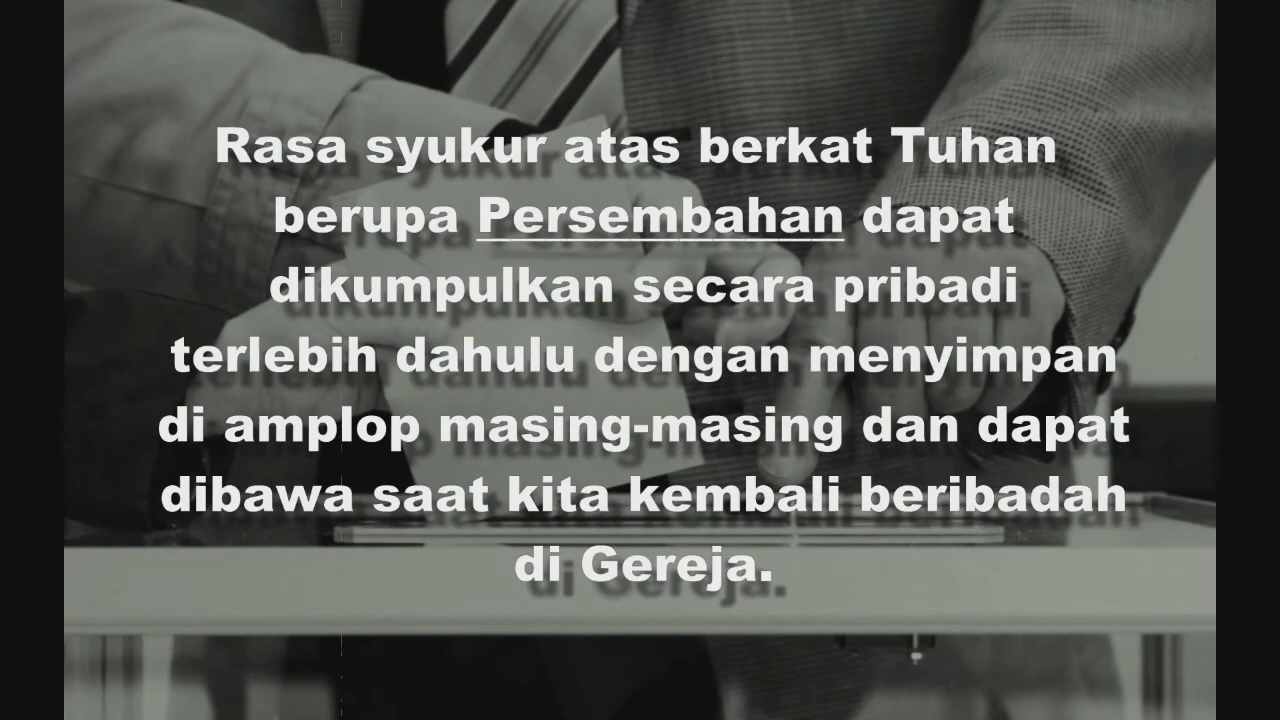 Rasa syukur atas berkat Tuhan
berupa Persembahan dapat
dikumpulkan secara pribadi
terlebih dahulu dengan menyimpan
di amplop masing-masing dan dapat
dibawa saat kita kembali beribadah
di Gereja.